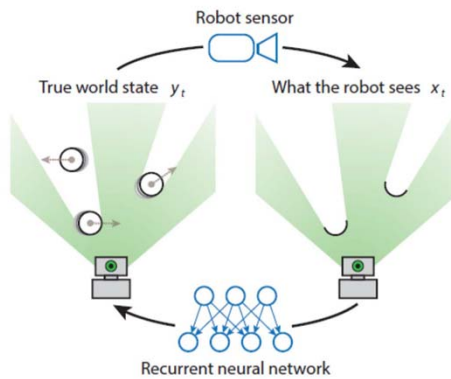 Robot sensor
True world state y_t
What the robot sees x_t
Recurrent neural network